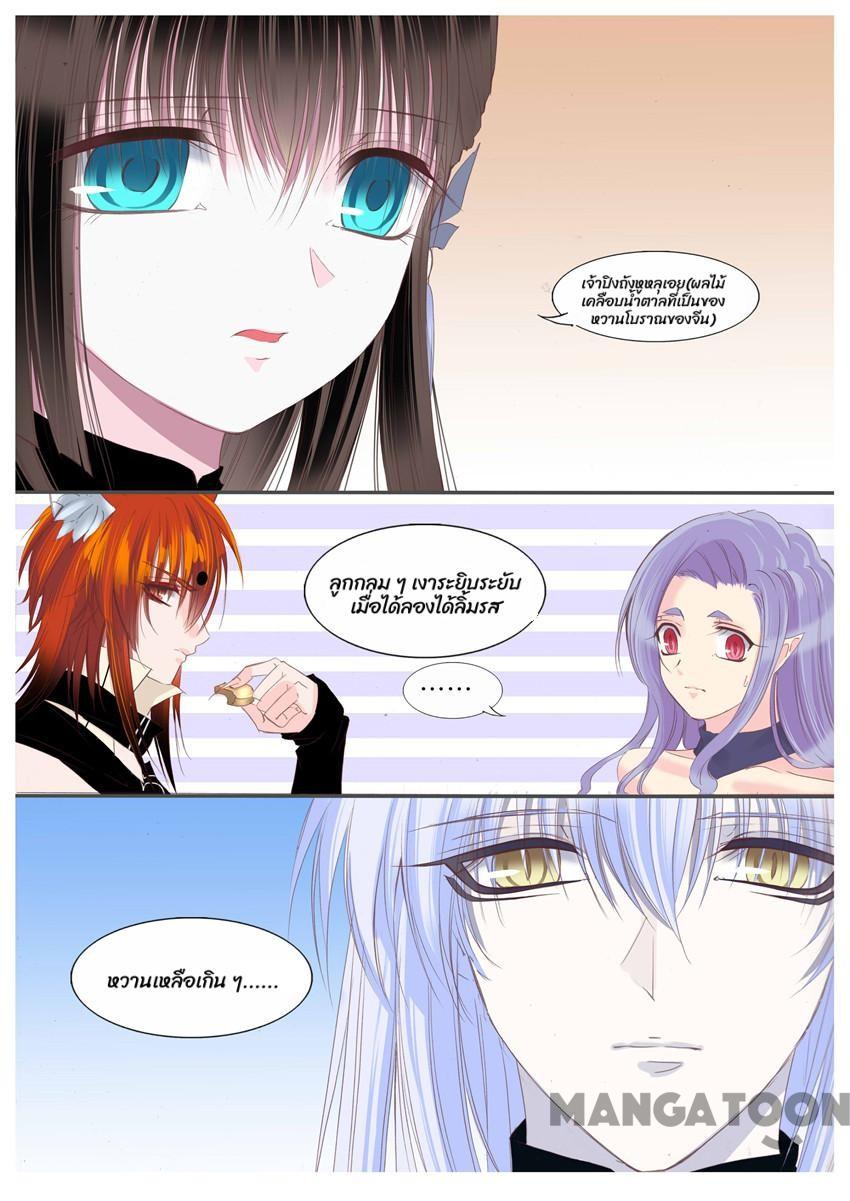 เจ้าปิงถังหูหลุเอย(ผลไม้
เคลือบน้ำตาลที่เป็นของ
หวานโบราณของจีน)
ลูกกลม ๆ เงาระยิบระยับ
เมื่อได้ลองได้ลิ้มรส
......
หวานเหลือเกิน ๆ......
MANGATOON